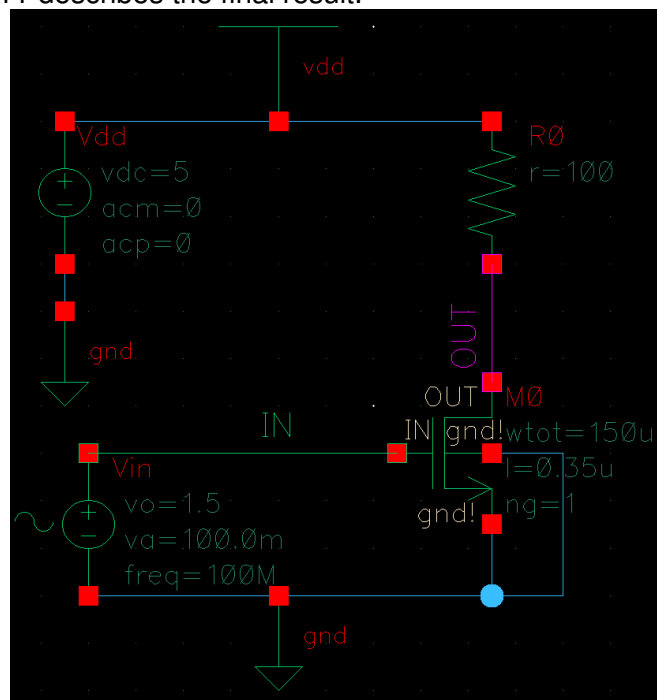 describes the final result.
vdd
Vdd
vdc=5
acm=0
acp=0
gnd
R0
r=100
OUT
OUT
M0
IN
IN
gnd!
wtot=150u
l=0.35u
ng=1
gnd!
Vin
vo=1.5
va=100.0m
freq=100M
gnd